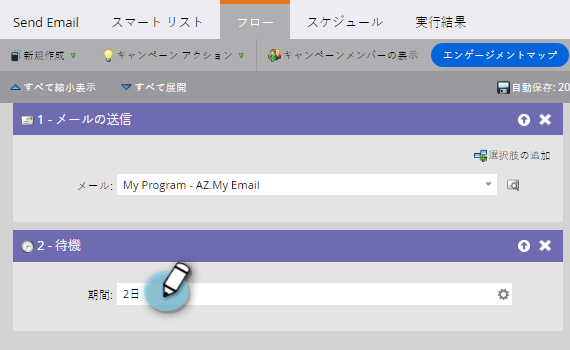 Send Email スマート リスト フロー スケジュール 実行結果
新規作成 キャンペーン アクション キャンペーンメンバーの表示 エンゲージメントマップ
すべて縮小表示 すべて展開 自動保存: 20
1 - メールの送信
選択肢の追加
メール: My Program - AZ.My Email
2 - 待機
期間: 2日